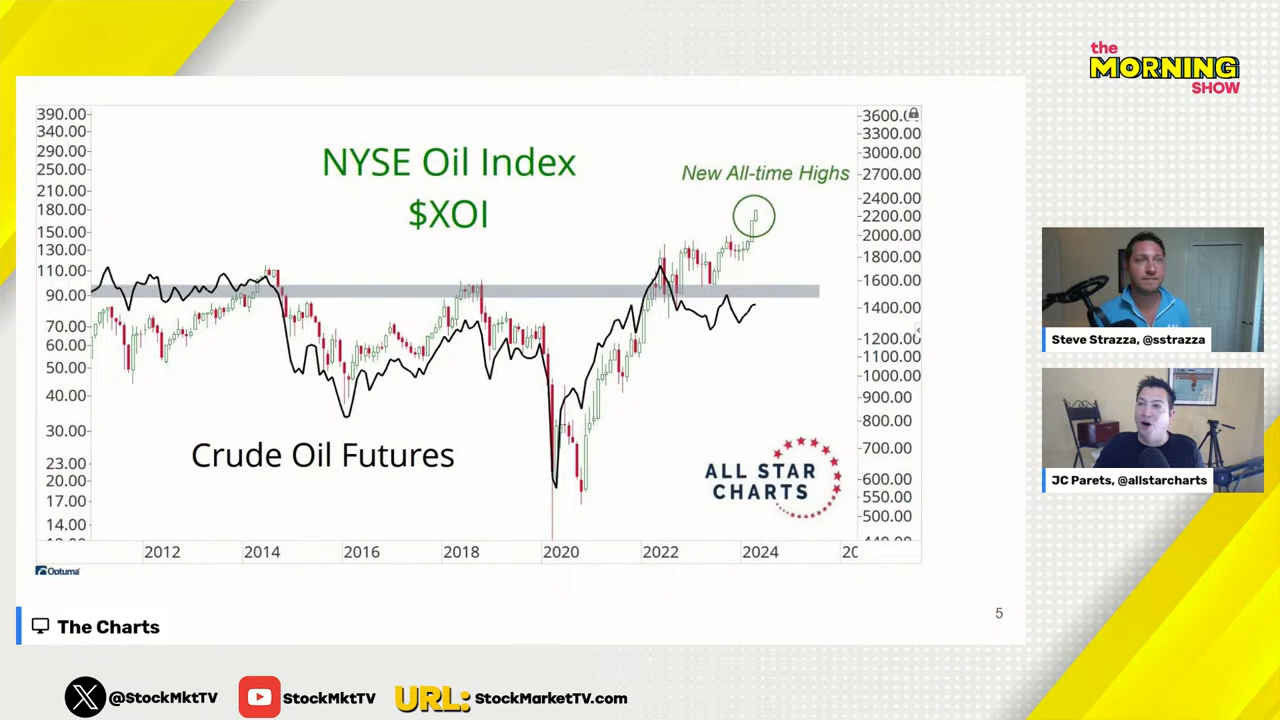 the
MORNING
SHOW
NYSE Oil Index
$XOI
New All-time Highs
Crude Oil Futures
ALL STAR
CHARTS
390.00
340.00
290.00
250.00
210.00
180.00
150.00
130.00
110.00
90.00
70.00
60.00
50.00
40.00
30.00
23.00
20.00
17.00
14.00
3600.00
3300.00
3000.00
2700.00
2400.00
2200.00
2000.00
1800.00
1600.00
1400.00
1200.00
1100.00
1000.00
900.00
800.00
700.00
600.00
550.00
500.00
2012 2014 2016 2018 2020 2022 2024
Optuma
5
The Charts
Steve Strazza, @sstrazza
JC Parets, @allstarcharts
@StockMktTV
StockMktTV
URL: StockMarketTV.com